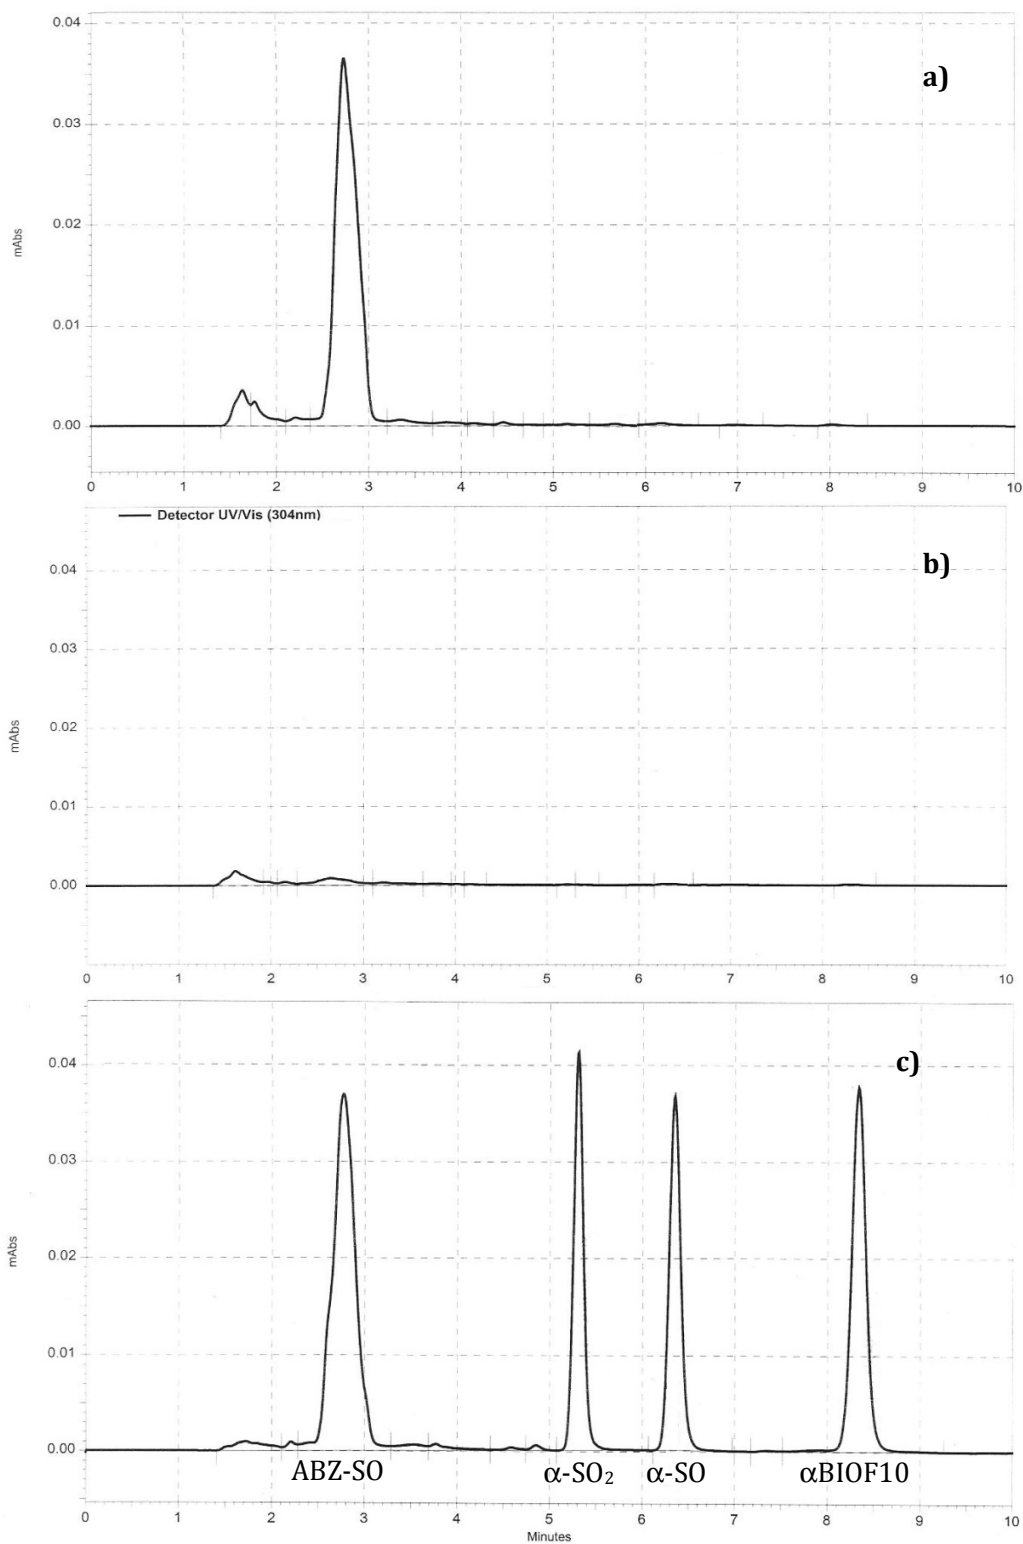 0.04
a)
0.03
mAbs
0.02
0.01
0.00
0 1 2 3 4 5 6 7 8 9 10
Detector UV/Vis (304nm)
b)
0.04
0.03
mAbs
0.02
0.01
0.00
0 1 2 3 4 5 6 7 8 9 10
c)
0.04
0.03
mAbs
0.02
0.01
0.00
ABZ-SO α-SO₂ α-SO αBIOF10
0 1 2 3 4 5 6 7 8 9 10
Minutes